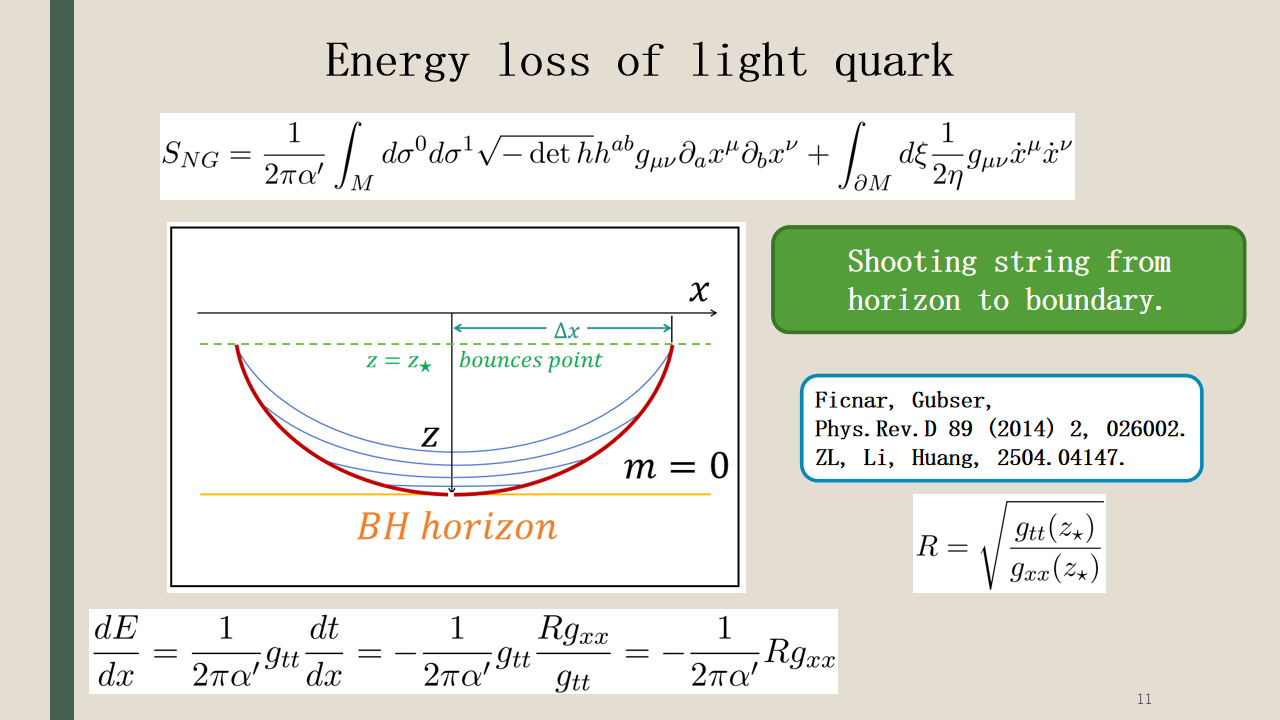 Energy loss of light quark
$S_{NG} = \frac{1}{2\pi\alpha'} \int_M d\sigma^0 d\sigma^1 \sqrt{-\det h} h^{ab} g_{\mu\nu} \partial_a x^\mu \partial_b x^\nu + \int_{\partial M} d\xi \frac{1}{2\eta} g_{\mu\nu} \dot{x}^\mu \dot{x}^\nu$
x
Δx
z = z⋆ bounces point
z
m = 0
BH horizon
Shooting string from
horizon to boundary.
Ficnar, Gubser,
Phys.Rev.D 89 (2014) 2, 026002.
ZL, Li, Huang, 2504.04147.
$R = \sqrt{\frac{g_{tt}(z_\star)}{g_{xx}(z_\star)}}$
$\frac{dE}{dx} = \frac{1}{2\pi\alpha'} g_{tt} \frac{dt}{dx} = -\frac{1}{2\pi\alpha'} g_{tt} \frac{R g_{xx}}{g_{tt}} = -\frac{1}{2\pi\alpha'} R g_{xx}$
11